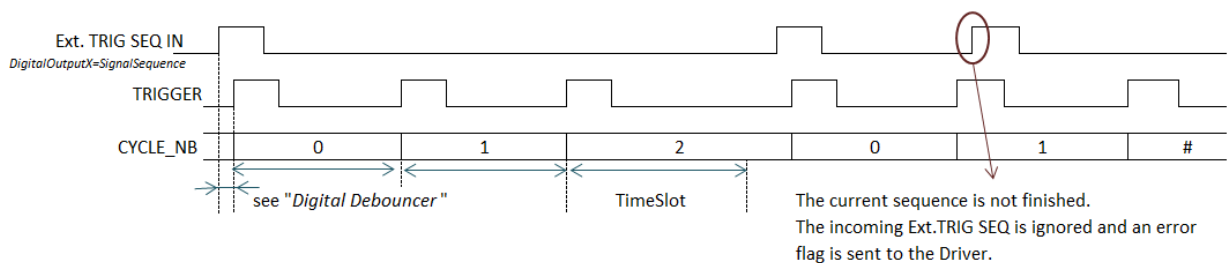 Ext. TRIG SEQ IN
DigitalOutputX=SignalSequence
TRIGGER
CYCLE_NB
0
1
2
0
1
#
see "Digital Debouncer "
TimeSlot
The current sequence is not finished.
The incoming Ext.TRIG SEQ is ignored and an error
flag is sent to the Driver.